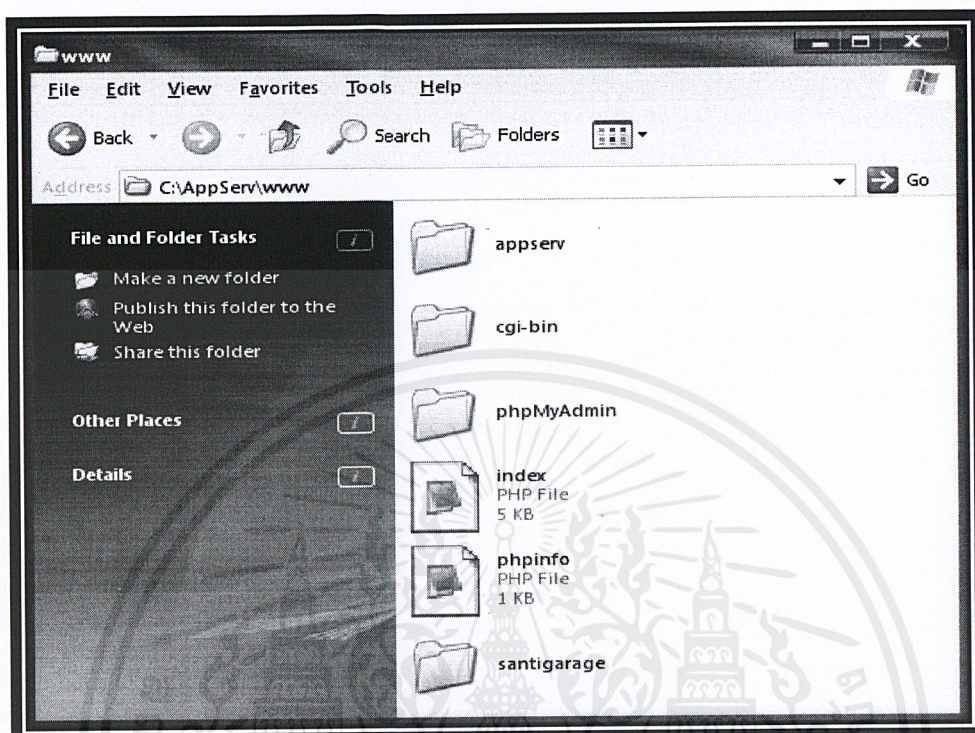 www
File Edit View Favorites Tools Help
Back Search Folders
Address C:\AppServ\www Go
File and Folder Tasks
Make a new folder
Publish this folder to the
Web
Share this folder
Other Places
Details
appserv
cgi-bin
phpMyAdmin
index
PHP File
5 KB
phpinfo
PHP File
1 KB
santigarage